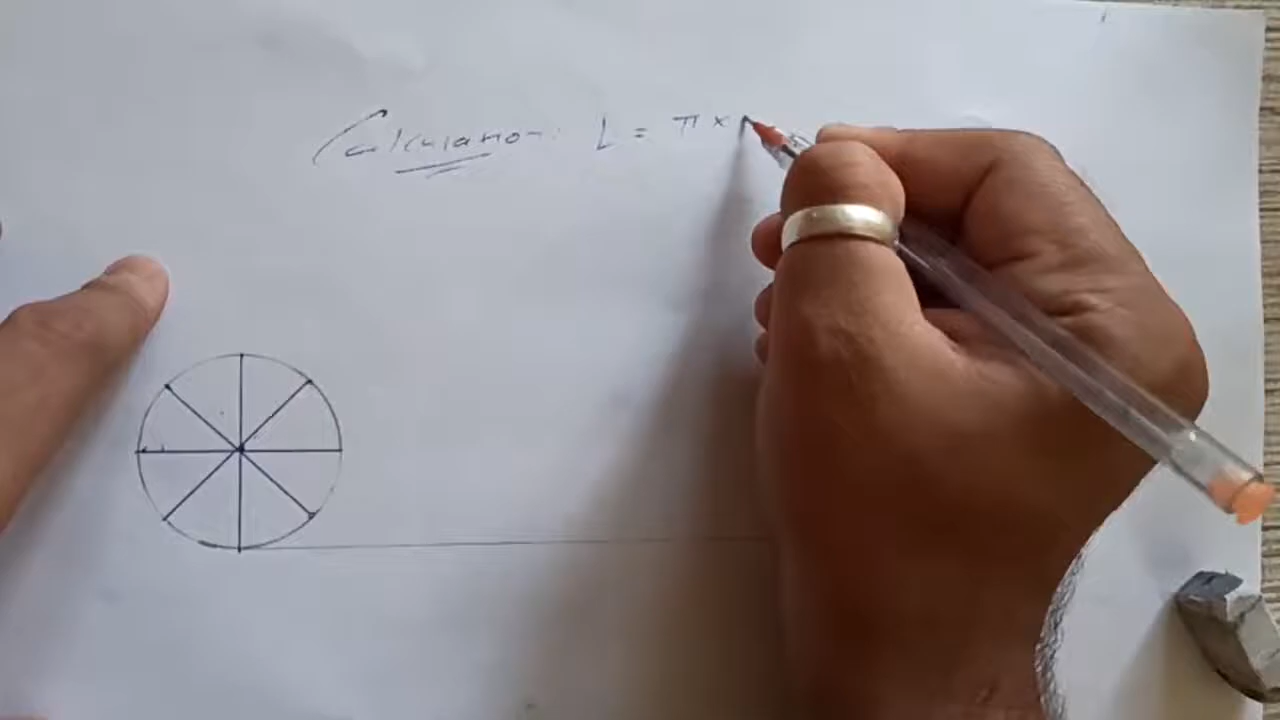 Calculation: L = π ×